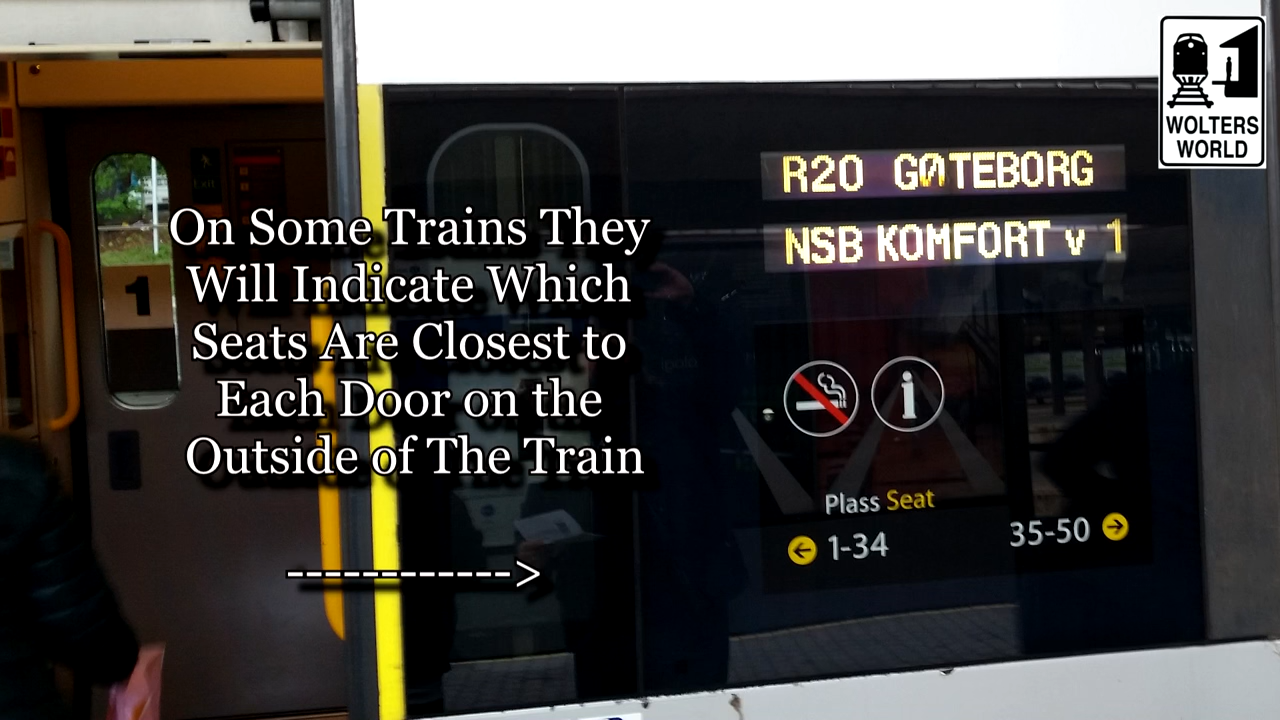 WOLTERS
WORLD
R20 GØTEBORG
NSB KOMFORT v 1
1
On Some Trains They
Will Indicate Which
Seats Are Closest to
Each Door on the
Outside of The Train
------------>
Plass Seat
← 1-34
35-50 →